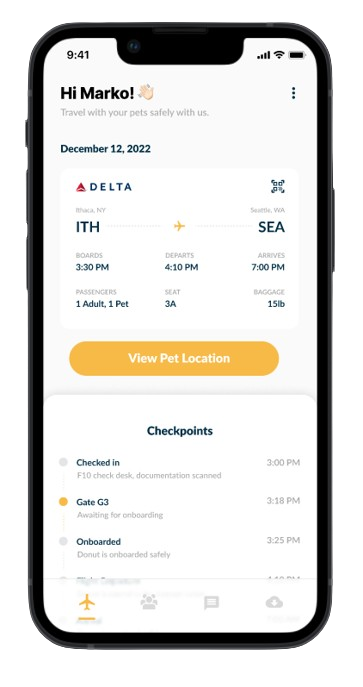 9:41
Hi Marko! 👋🏻
Travel with your pets safely with us.
December 12, 2022
DELTA
Ithaca, NY Seattle, WA
ITH SEA
BOARDS DEPARTS ARRIVES
3:30 PM 4:10 PM 7:00 PM
PASSENGERS SEAT BAGGAGE
1 Adult, 1 Pet 3A 15lb
View Pet Location
Checkpoints
Checked in 3:00 PM
F10 check desk, documentation scanned
Gate G3 3:18 PM
Awaiting for onboarding
Onboarded 3:25 PM
Donut is onboarded safely